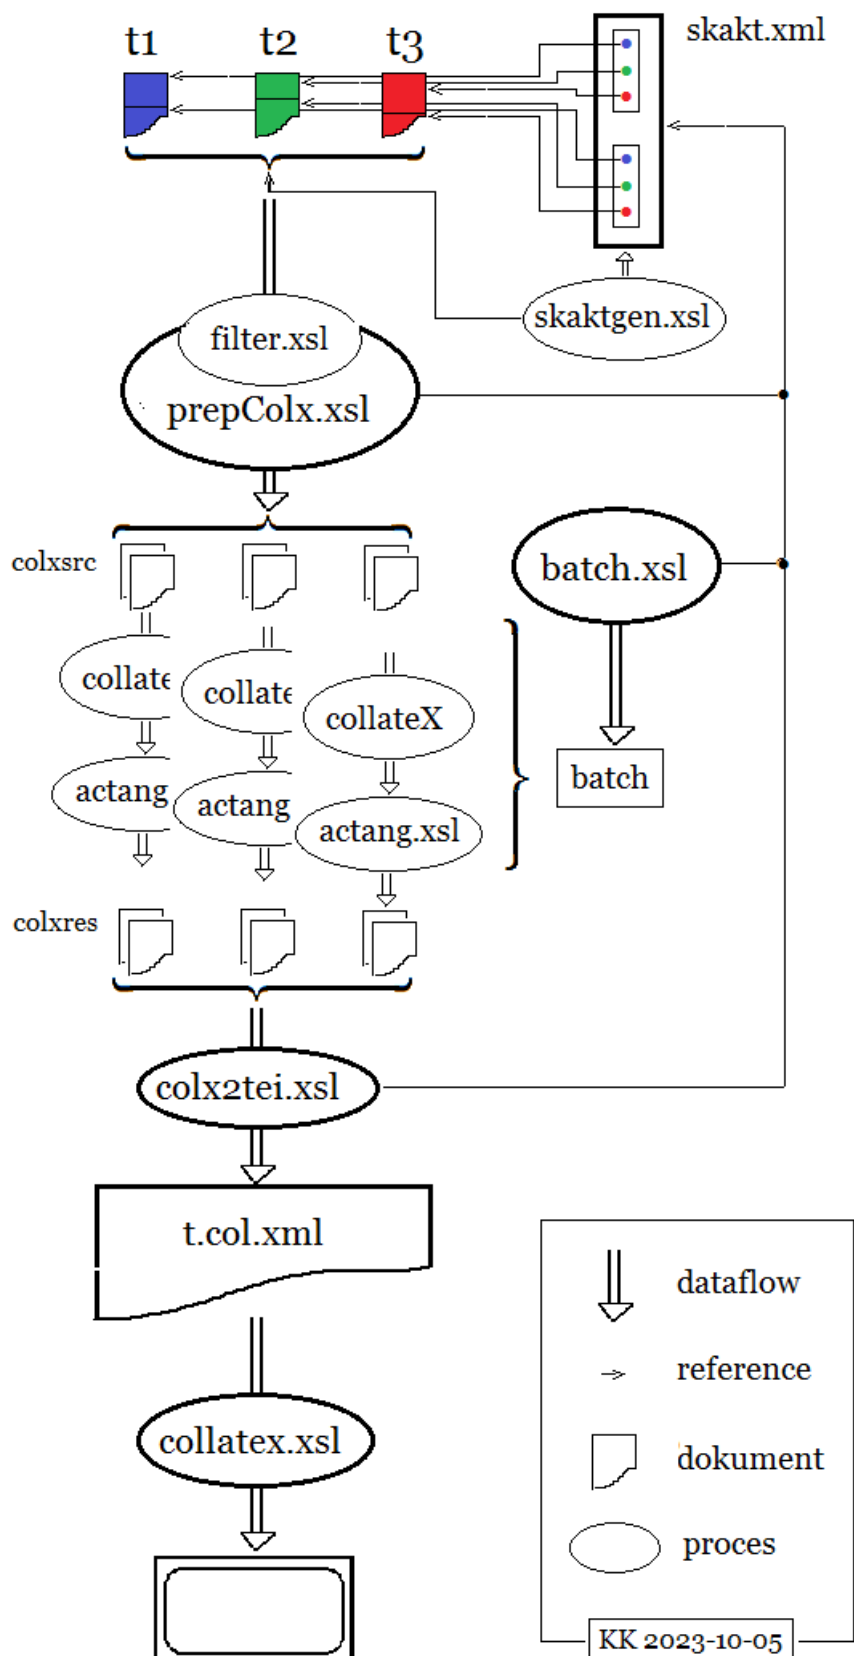 t1 t2 t3 skakt.xml
skaktgen.xsl
filter.xsl
prepColx.xsl
colxsrc
batch.xsl
collate collate collateX
batch
actang actang actang.xsl
colxres
colx2tei.xsl
t.col.xml
collatex.xsl
dataflow
reference
dokument
proces
KK 2023-10-05